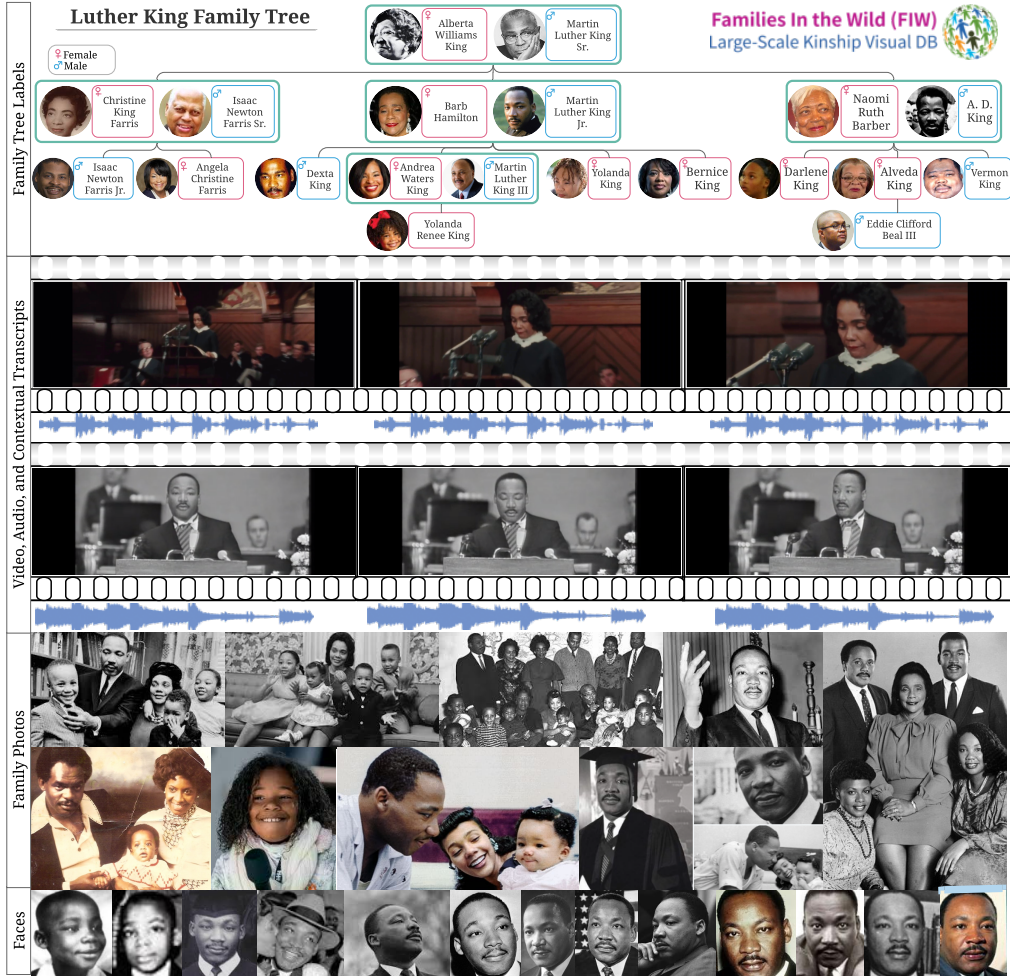 Luther King Family Tree
Families In the Wild (FIW)
Large-Scale Kinship Visual DB
♀Female
♂Male
Family Tree Labels
♀ Alberta
Williams
King
♂ Martin
Luther King
Sr.
♀ Christine
King
Farris
♂ Isaac
Newton
Farris Sr.
♀ Barb
Hamilton
♂ Martin
Luther King
Jr.
♀ Naomi
Ruth
Barber
♂ A. D.
King
♂ Isaac
Newton
Farris Jr.
♀ Angela
Christine
Farris
♂ Dexta
King
♀Andrea
Waters
King
♂Martin
Luther
King III
♀Yolanda
King
♀Bernice
King
♀Darlene
King
♀Alveda
King
♂Vermon
King
Yolanda
Renee King
♂ Eddie Clifford
Beal III
Video, Audio, and Contextual Transcripts
Family Photos
Faces